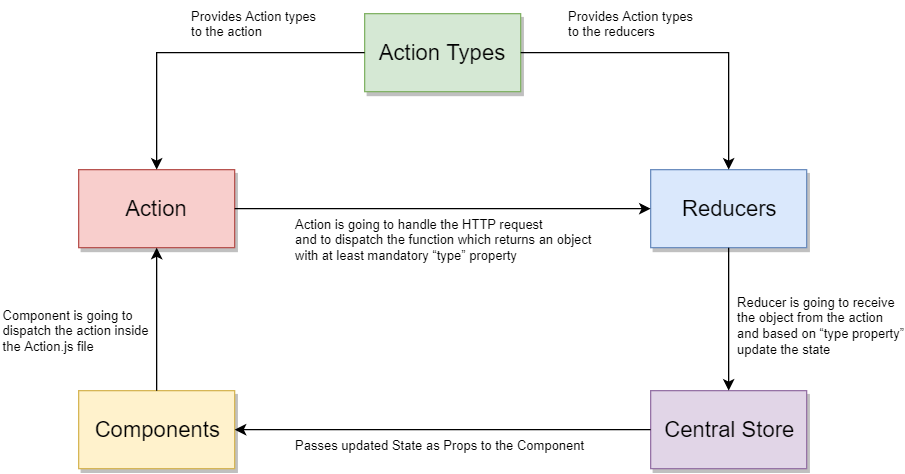 Provides Action types
to the action
Provides Action types
to the reducers
Action Types
Action
Reducers
Action is going to handle the HTTP request
and to dispatch the function which returns an object
with at least mandatory “type” property
Component is going to
dispatch the action inside
the Action.js file
Reducer is going to receive
the object from the action
and based on “type property”
update the state
Components
Central Store
Passes updated State as Props to the Component